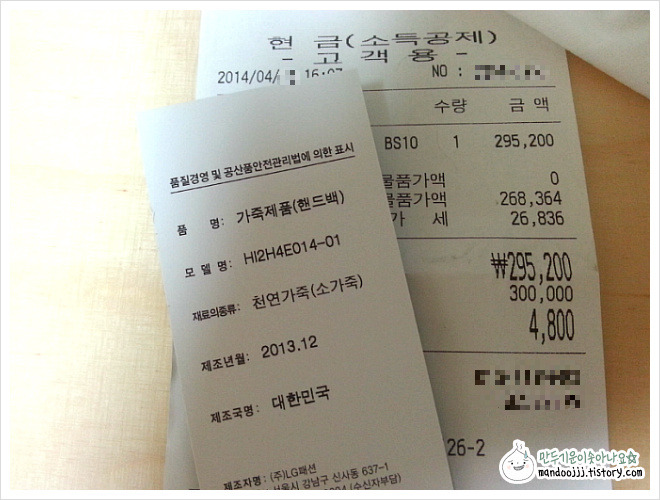 현 금(소득공제)
- 고 객 용 -
2014/04/ 16:07 NO :
수량 금 액
BS10 1 295,200
물품가액 0
물품가액 268,364
가 세 26,836
₩295,200
300,000
4,800
26-2
품질경영 및 공산품안전관리법에 의한 표시
품 명: 가죽제품(핸드백)
모 델 명: HI2H4E014-01
재료의종류: 천연가죽(소가죽)
제조년월: 2013.12
제조국명: 대한민국
제조자명: (주)LG패션
서울시 강남구 신사동 637-1
(수신자부담)
만두기운이솟아나요☆
mandoojjj.tistory.com